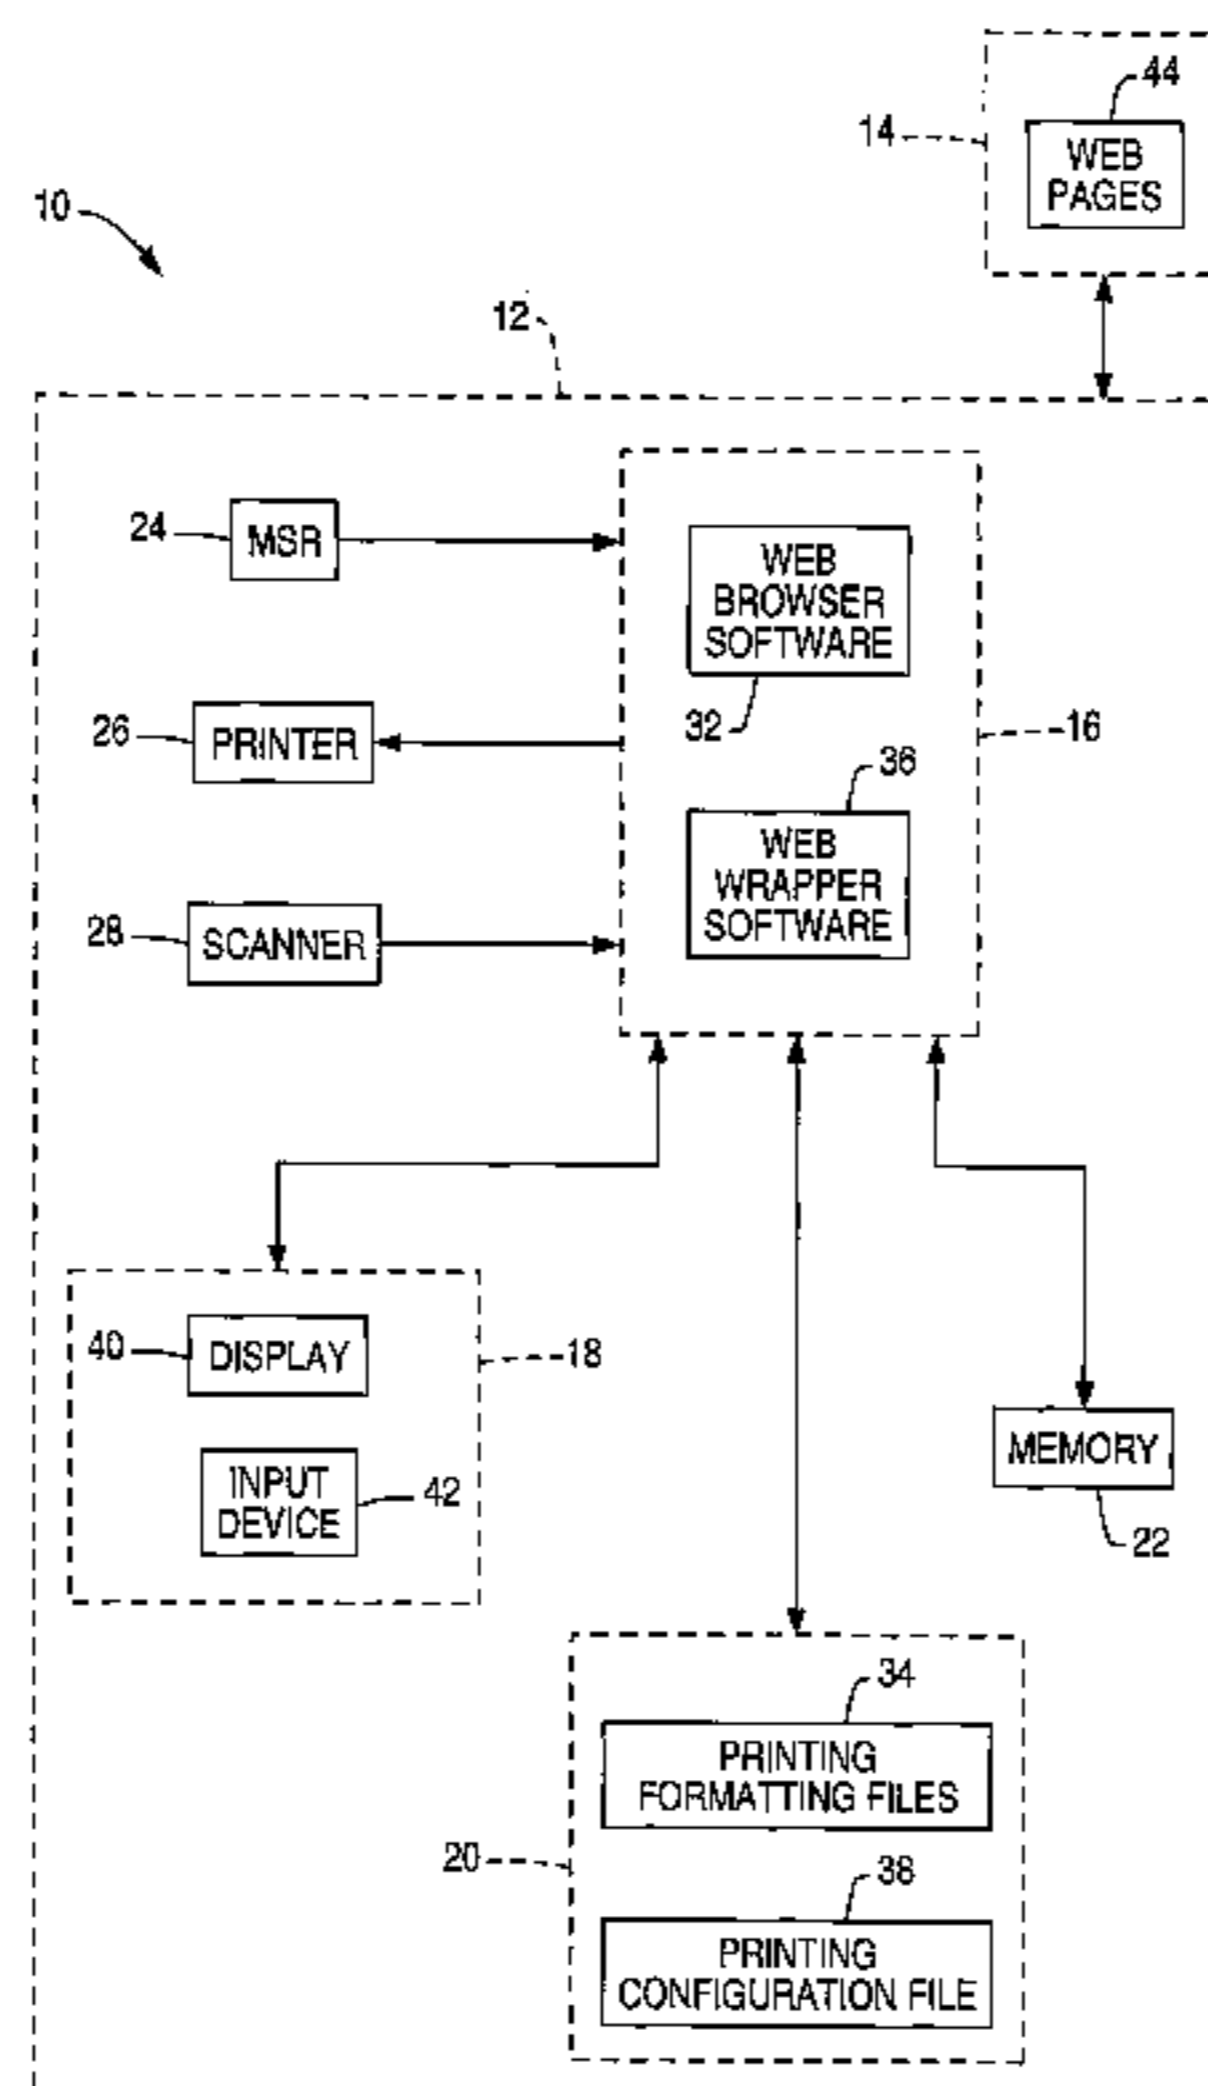 44
14
WEB
PAGES
10
12
24
MSR
WEB
BROWSER
SOFTWARE
32
26
PRINTER
16
36
WEB
WRAPPER
SOFTWARE
28
SCANNER
40
DISPLAY
18
INPUT
DEVICE
42
MEMORY
22
34
PRINTING
FORMATTING FILES
20
38
PRINTING
CONFIGURATION FILE